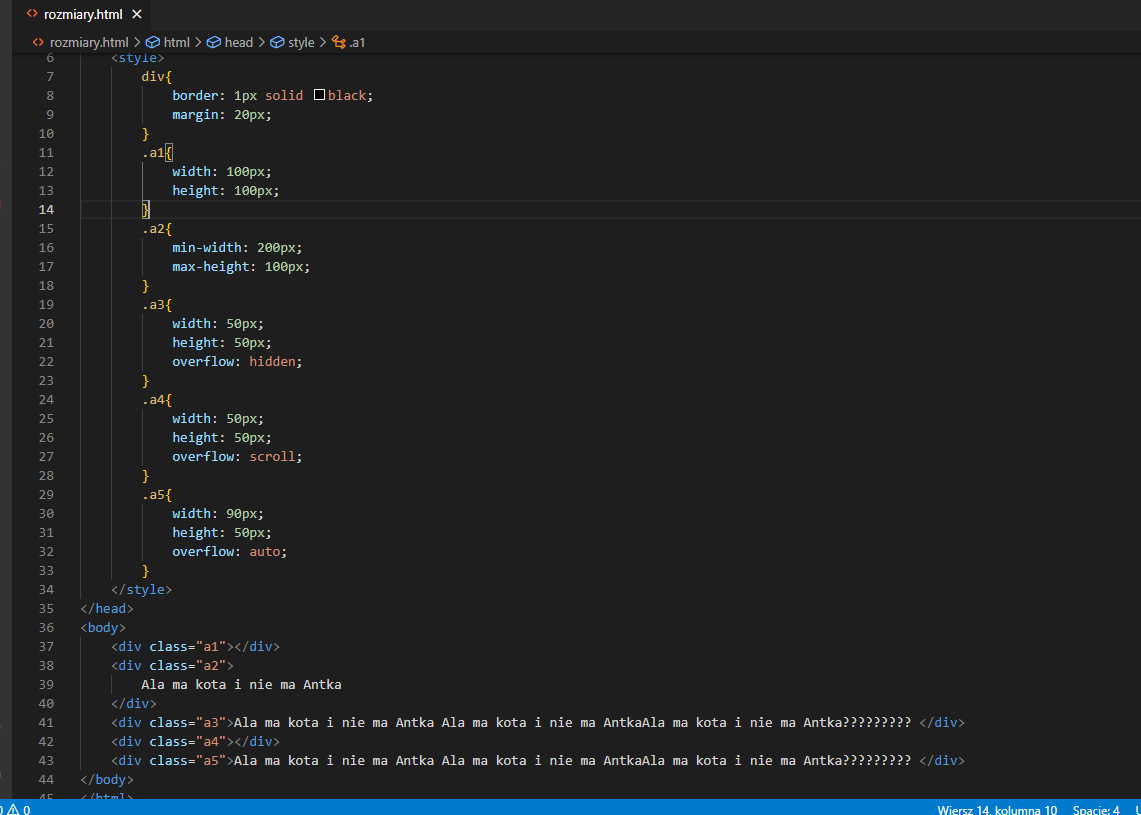 rozmiary.html
rozmiary.html > html > head > style > .a1
6 <style>
7 div{
8 border: 1px solid black;
9 margin: 20px;
10 }
11 .a1{
12 width: 100px;
13 height: 100px;
14 }
15 .a2{
16 min-width: 200px;
17 max-height: 100px;
18 }
19 .a3{
20 width: 50px;
21 height: 50px;
22 overflow: hidden;
23 }
24 .a4{
25 width: 50px;
26 height: 50px;
27 overflow: scroll;
28 }
29 .a5{
30 width: 90px;
31 height: 50px;
32 overflow: auto;
33 }
34 </style>
35 </head>
36 <body>
37 <div class="a1"></div>
38 <div class="a2">
39 Ala ma kota i nie ma Antka
40 </div>
41 <div class="a3">Ala ma kota i nie ma Antka Ala ma kota i nie ma AntkaAla ma kota i nie ma Antka????????? </div>
42 <div class="a4"></div>
43 <div class="a5">Ala ma kota i nie ma Antka Ala ma kota i nie ma AntkaAla ma kota i nie ma Antka????????? </div>
44 </body>
45 </html>
0 0 Wiersz 14, kolumna 10 Spacje: 4